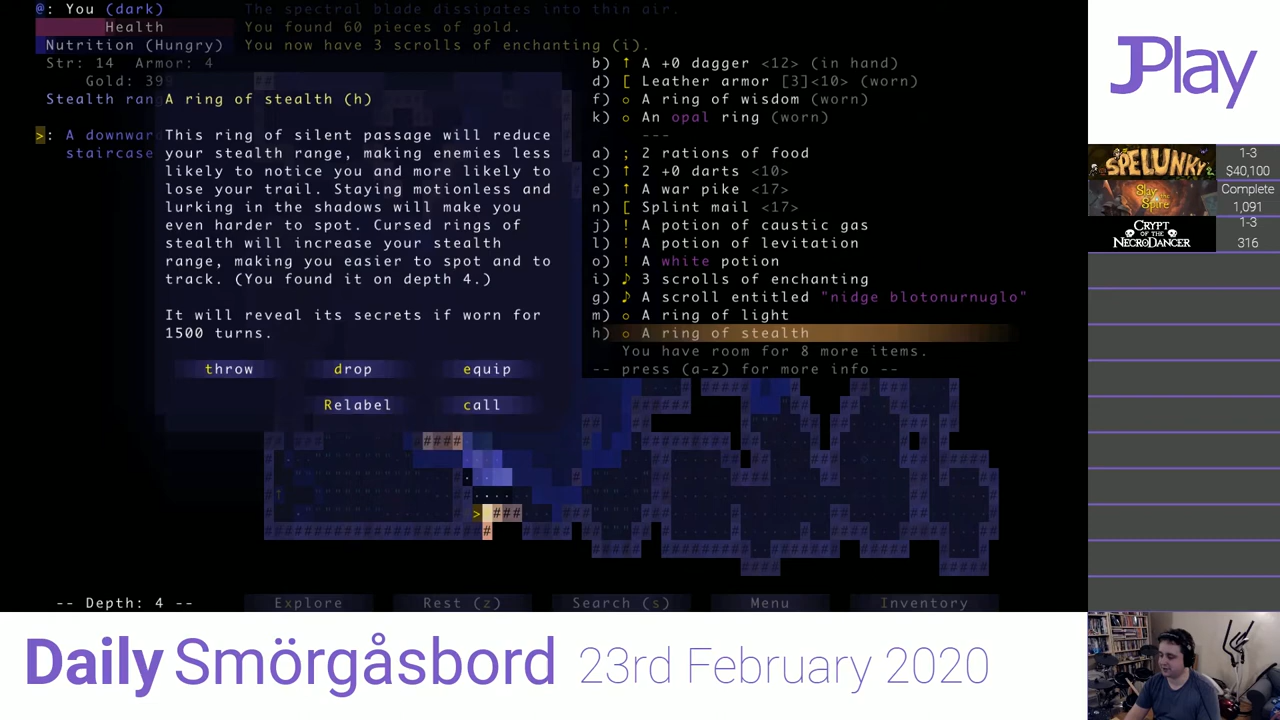 @: You (dark)
The spectral blade dissipates into thin air.
Health
You found 60 pieces of gold.
Nutrition (Hungry)
You now have 3 scrolls of enchanting (i).
Str: 14 Armor: 4
Gold: 399
Stealth ran
>: A downward
staircase
A ring of stealth (h)
This ring of silent passage will reduce
your stealth range, making enemies less
likely to notice you and more likely to
lose your trail. Staying motionless and
lurking in the shadows will make you
even harder to spot. Cursed rings of
stealth will increase your stealth
range, making you easier to spot and to
track. (You found it on depth 4.)
It will reveal its secrets if worn for
1500 turns.
throw drop equip
Relabel call
b) ↑ A +0 dagger <12> (in hand)
d) [ Leather armor [3]<10> (worn)
f) o A ring of wisdom (worn)
k) o An opal ring (worn)
---
a) ; 2 rations of food
c) ↑ 2 +0 darts <10>
e) ↑ A war pike <17>
n) [ Splint mail <17>
j) ! A potion of caustic gas
l) ! A potion of levitation
o) ! A white potion
i) ♪ 3 scrolls of enchanting
g) ♪ A scroll entitled "nidge blotonurnuglo"
m) o A ring of light
h) o A ring of stealth
You have room for 8 more items.
-- press (a-z) for more info --
-- Depth: 4 --
Explore
Rest (z)
Search (s)
Menu
Inventory
JPlay
SPELUNKY 2
1-3
$40,100
Slay the Spire
Complete
1,091
CRYPT OF THE NECRODANCER
1-3
316
Daily Smörgåsbord 23rd February 2020